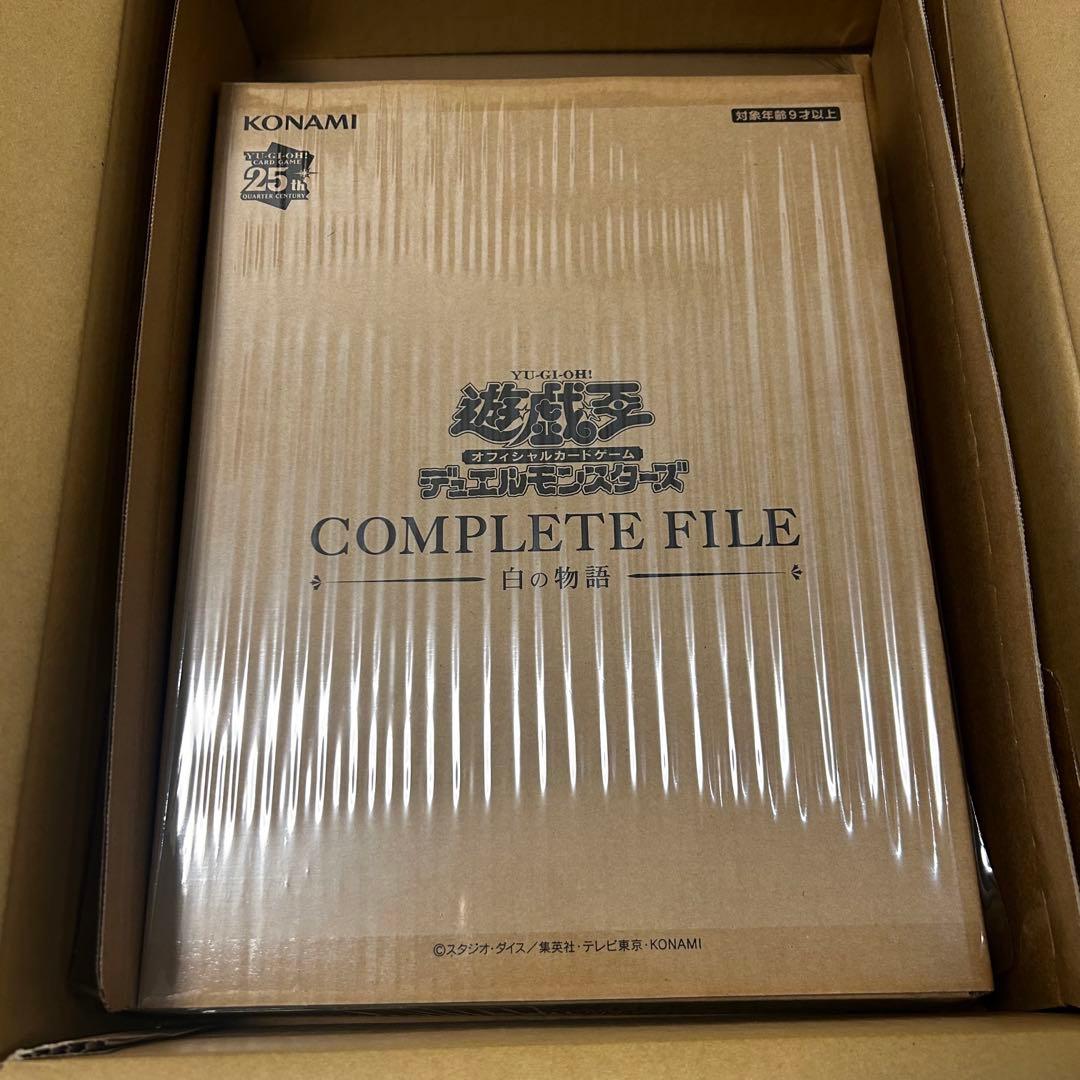 KONAMI
対象年齢9才以上
YU-GI-OH!
CARD GAME
25th
QUARTER CENTURY
YU-GI-OH!
遊戯王
オフィシャルカードゲーム
デュエルモンスターズ
COMPLETE FILE
白の物語
©スタジオ・ダイス/集英社・テレビ東京・KONAMI